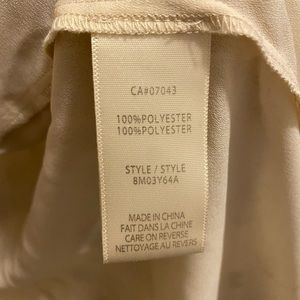 CA#07043
100%POLYESTER
100%POLYESTER
STYLE / STYLE
8M03Y64A
MADE IN CHINA
FAIT DANS LA CHINE
CARE ON REVERSE
NETTOYAGE AU REVERS